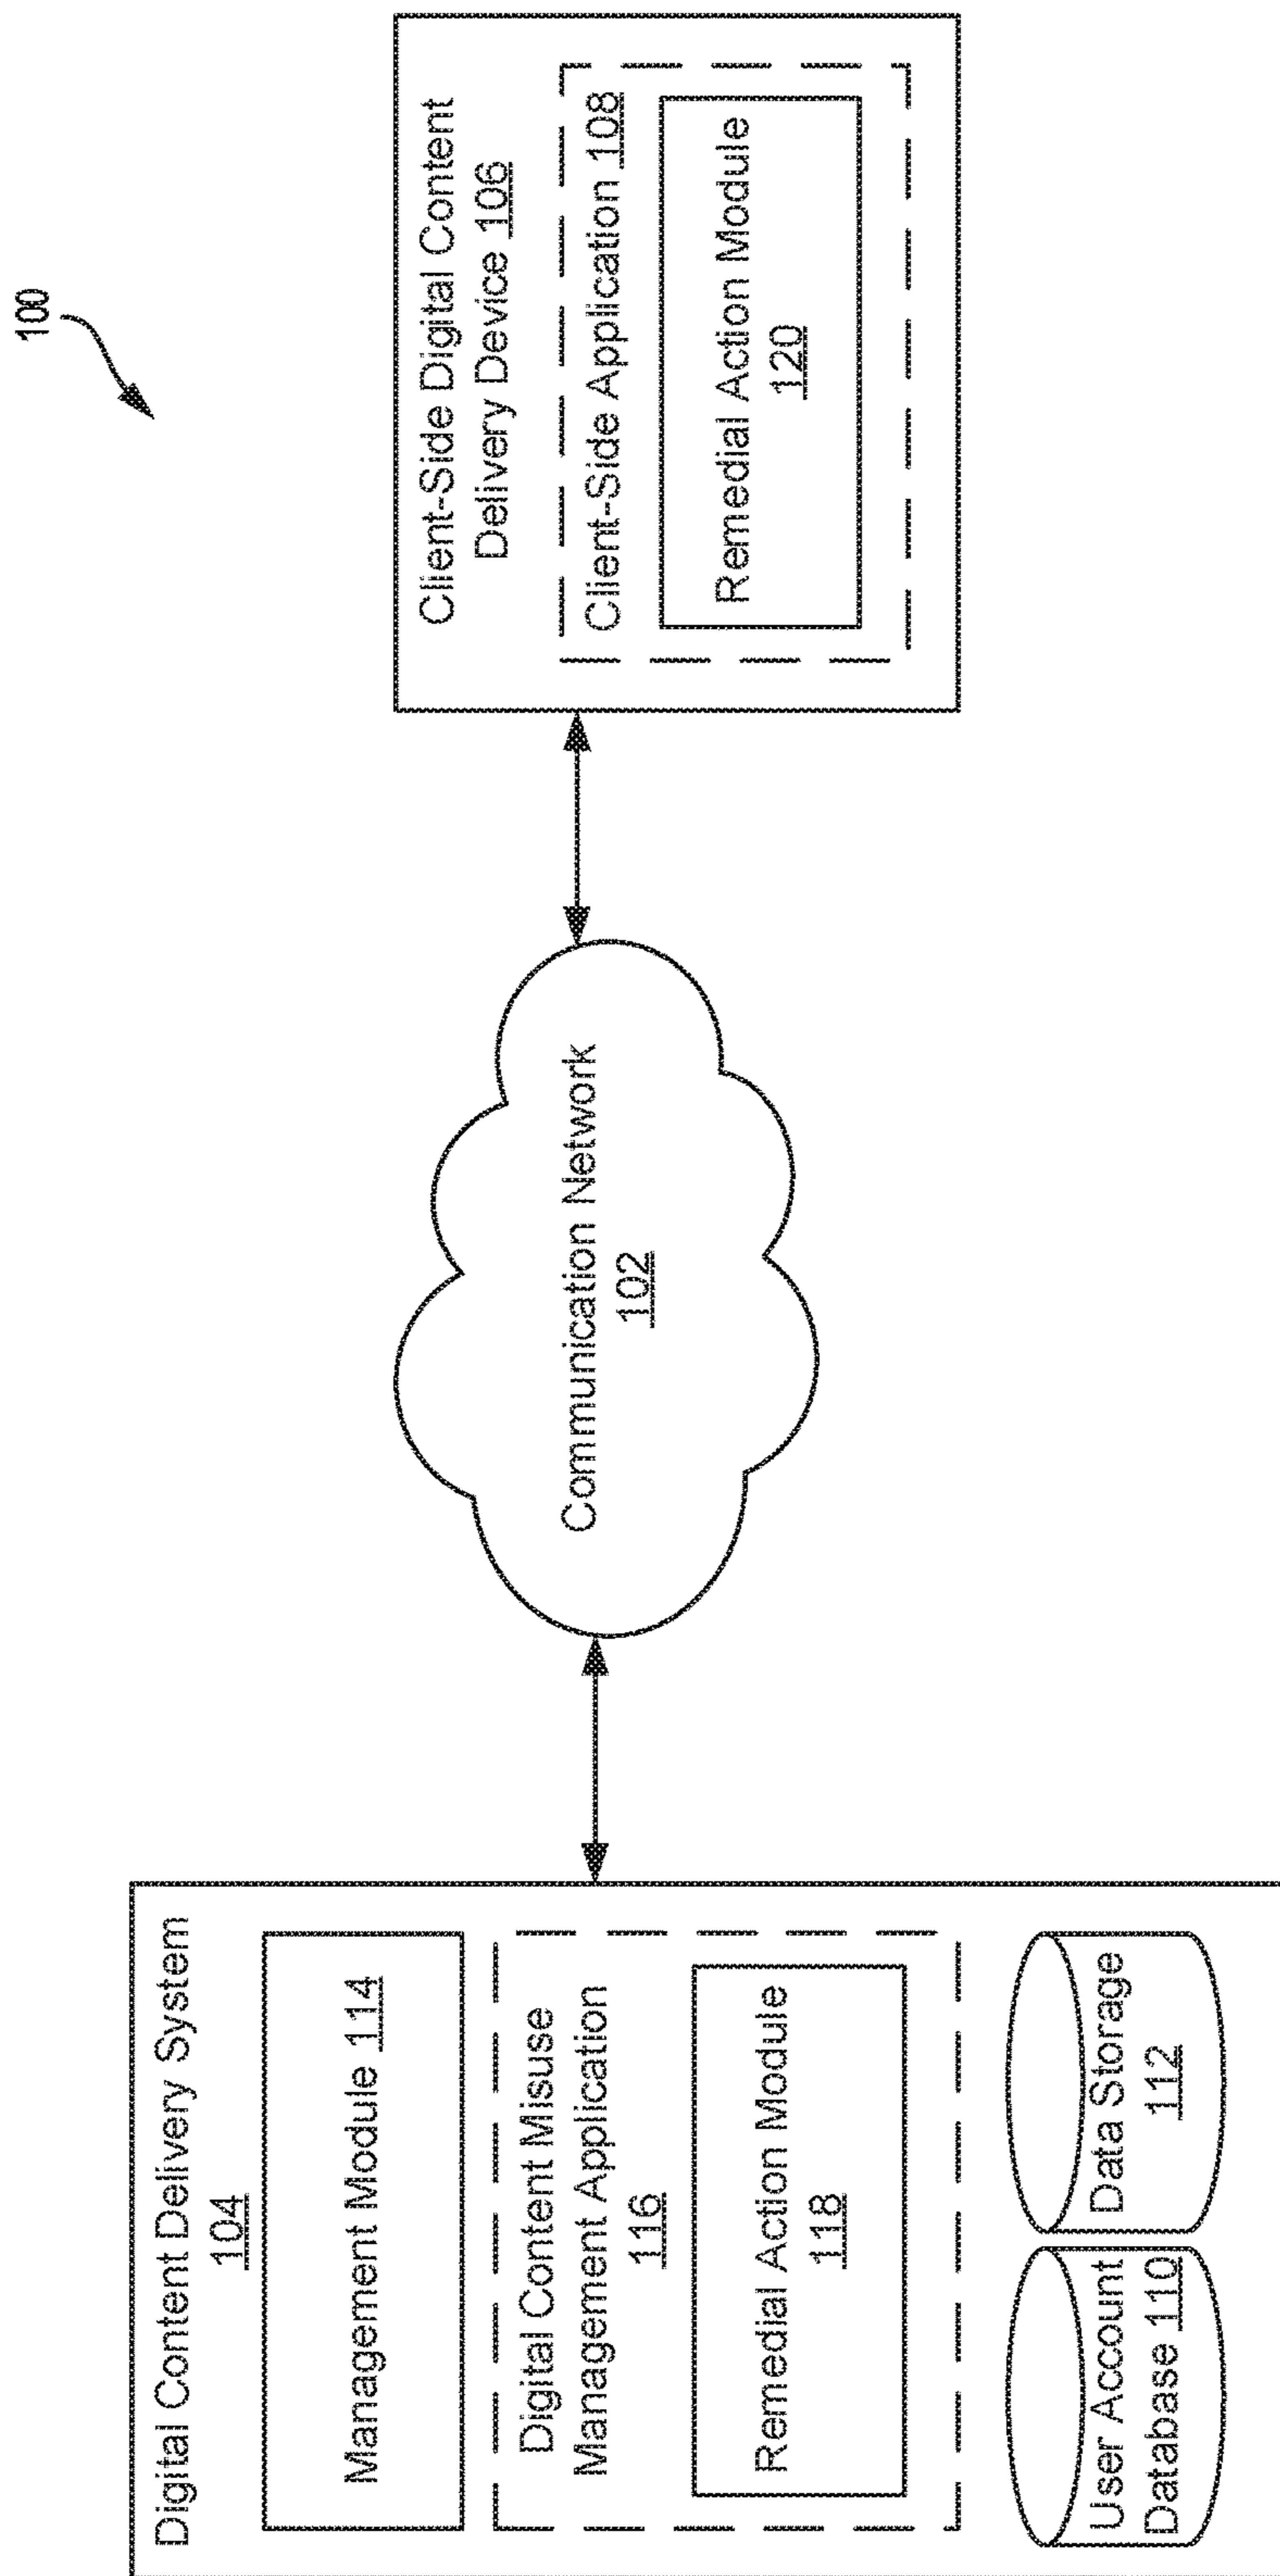 100
Digital Content Delivery System
104
Management Module 114
Digital Content Misuse
Management Application
116
Remedial Action Module
118
User Account
Database 110
Data Storage
112
Communication Network
102
Client-Side Digital Content
Delivery Device 106
Client-Side Application 108
Remedial Action Module
120